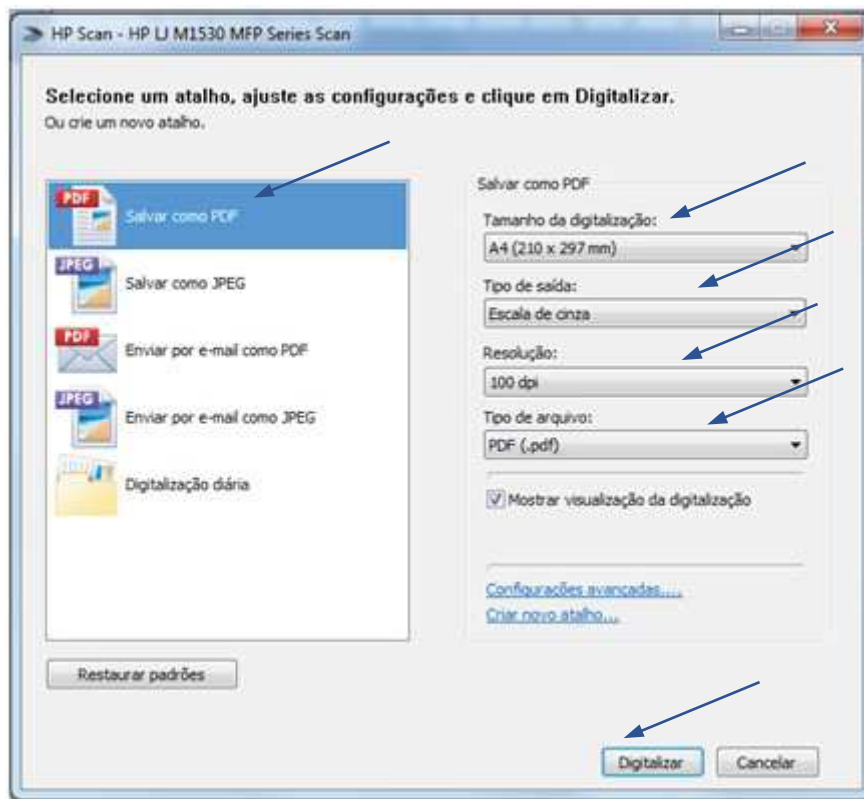 HP Scan - HP LJ M1530 MFP Series Scan
Selecione um atalho, ajuste as configurações e clique em Digitalizar.
Ou crie um novo atalho.
PDF
Salvar como PDF
JPEG
Salvar como JPEG
PDF
Enviar por e-mail como PDF
JPEG
Enviar por e-mail como JPEG
Digitalização diária
Restaurar padrões
Salvar como PDF
Tamanho da digitalização:
A4 (210 x 297 mm)
Tipo de saída:
Escala de cinza
Resolução:
100 dpi
Tipo de arquivo:
PDF (.pdf)
Mostrar visualização da digitalização
Configurações avançadas....
Criar novo atalho...
Digitalizar
Cancelar